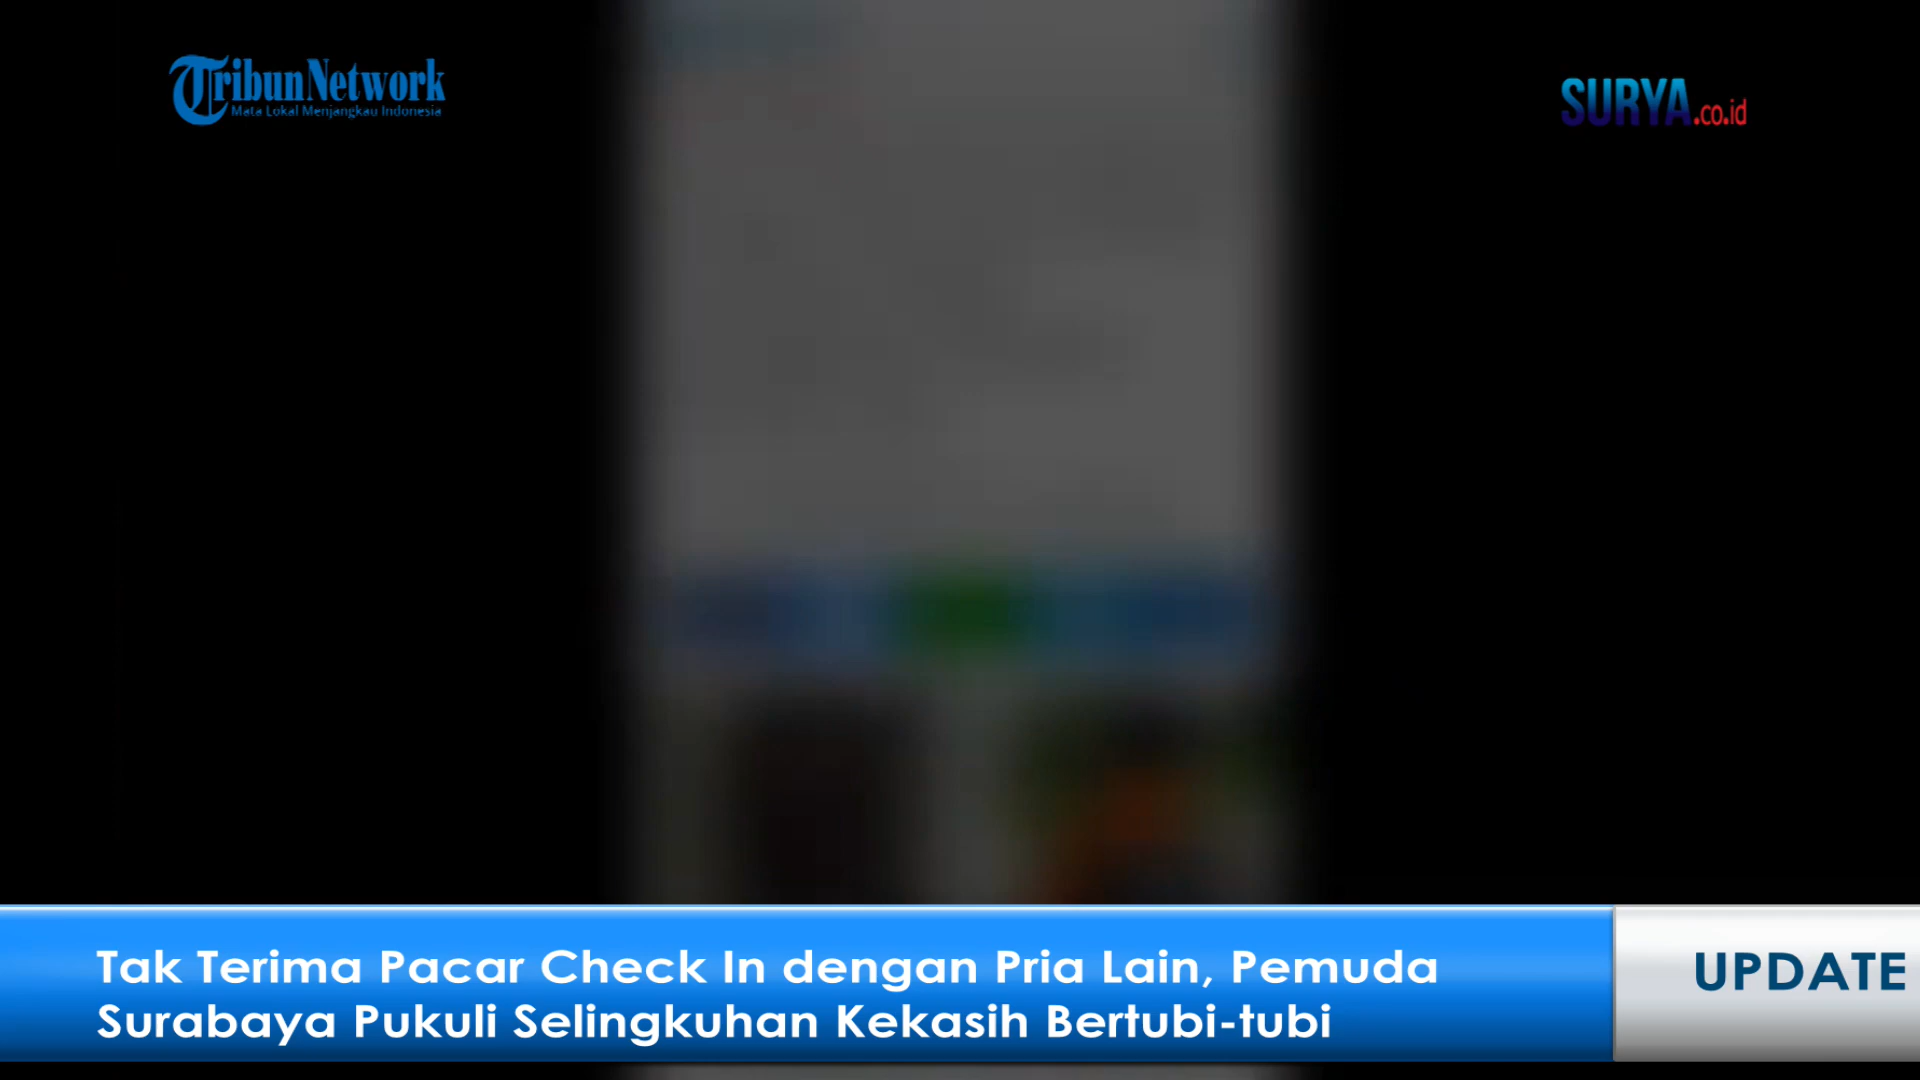 TribunNetwork
Mata Lokal Menjangkau Indonesia
SURYA.co.id
Tak Terima Pacar Check In dengan Pria Lain, Pemuda
Surabaya Pukuli Selingkuhan Kekasih Bertubi-tubi
UPDATE